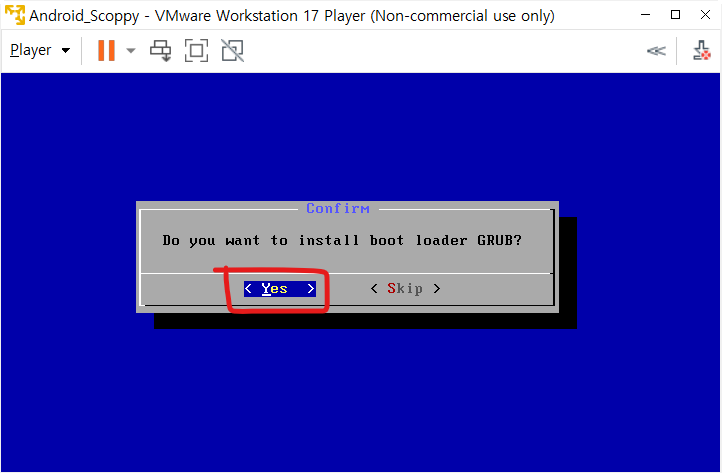 Android_Scoppy - VMware Workstation 17 Player (Non-commercial use only)
Player
Confirm
Do you want to install boot loader GRUB?
< Yes > < Skip >